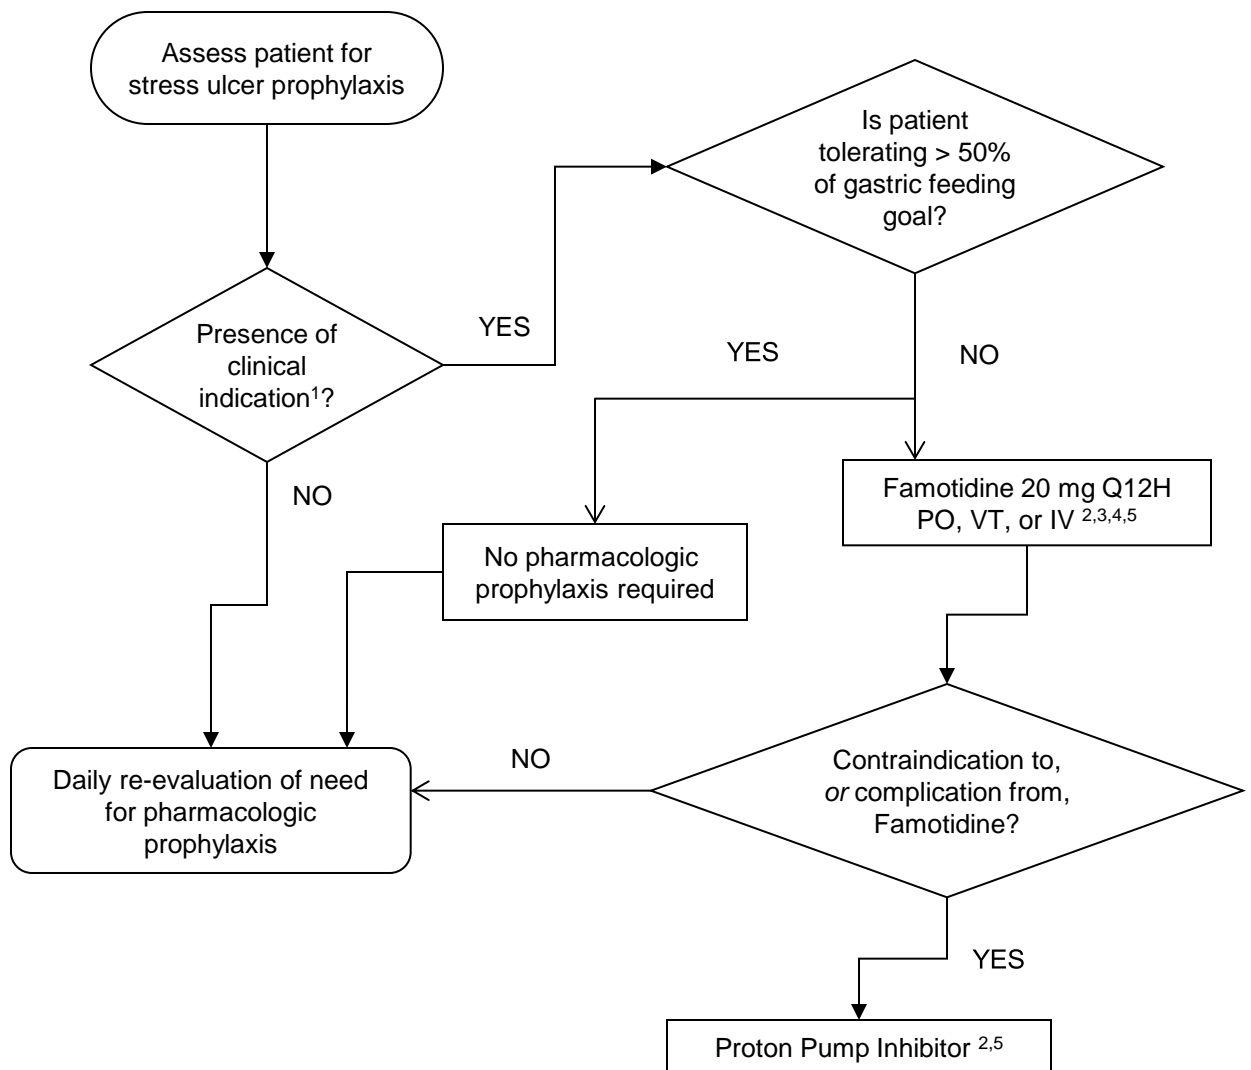 Assess patient for
stress ulcer prophylaxis
Is patient
tolerating > 50%
of gastric feeding
goal?
Presence of
clinical
indication¹?
YES
YES
NO
NO
Famotidine 20 mg Q12H
PO, VT, or IV ²,³,⁴,⁵
No pharmacologic
prophylaxis required
Daily re-evaluation of need
for pharmacologic
prophylaxis
NO
Contraindication to,
or complication from,
Famotidine?
YES
Proton Pump Inhibitor ²,⁵